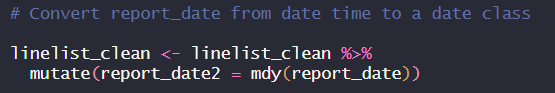 # Convert report_date from date time to a date class
linelist_clean <- linelist_clean %>%
mutate(report_date2 = mdy(report_date))